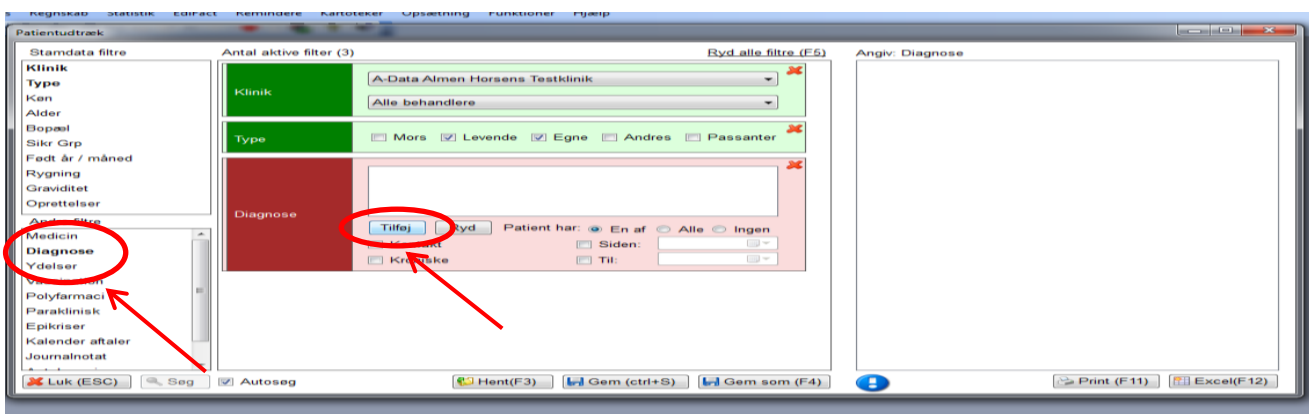 Regnskab Statistik EdiFact Remindere Kartoteker Opsætning Funktioner Hjælp
Patientudtræk
Stamdata filtre
Antal aktive filter (3)
Ryd alle filtre (F5)
Angiv: Diagnose
Klinik
Type
Køn
Alder
Bopæl
Sikr Grp
Født år / måned
Rygning
Graviditet
Oprettelser
Klinik
A-Data Almen Horsens Testklinik
Alle behandlere
Type
Mors Levende Egne Andres Passanter
Diagnose
Tilføj Ryd Patient har: En af Alle Ingen
Siden:
Til:
Medicin
Diagnose
Ydelser
Polyfarmaci
Paraklinisk
Epikriser
Kalender aftaler
Journalnotat
Luk (ESC) Søg Autosøg Hent(F3) Gem (ctrl+S) Gem som (F4) Print (F11) Excel(F12)